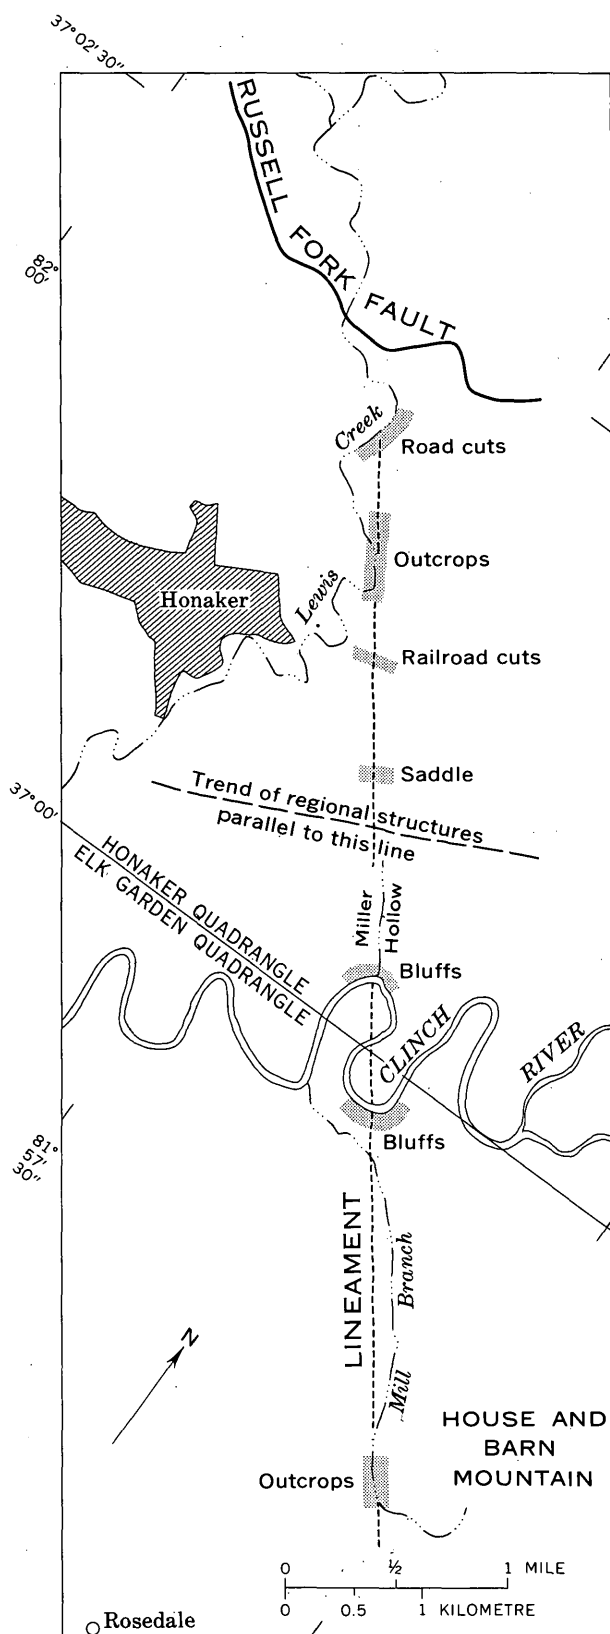 37°02'30"
RUSSELL FORK FAULT
82°
00'
Creek
Road cuts
Outcrops
Honaker
Lewis
Railroad cuts
Saddle
Trend of regional structures
parallel to this line
37°00'
HONAKER QUADRANGLE
ELK GARDEN QUADRANGLE
Miller
Hollow
Bluffs
CLINCH
RIVER
Bluffs
81°
57'
30"
LINEAMENT
Branch
Mill
N
HOUSE AND
BARN
MOUNTAIN
Outcrops
0 ½ 1 MILE
0 0.5 1 KILOMETRE
Rosedale